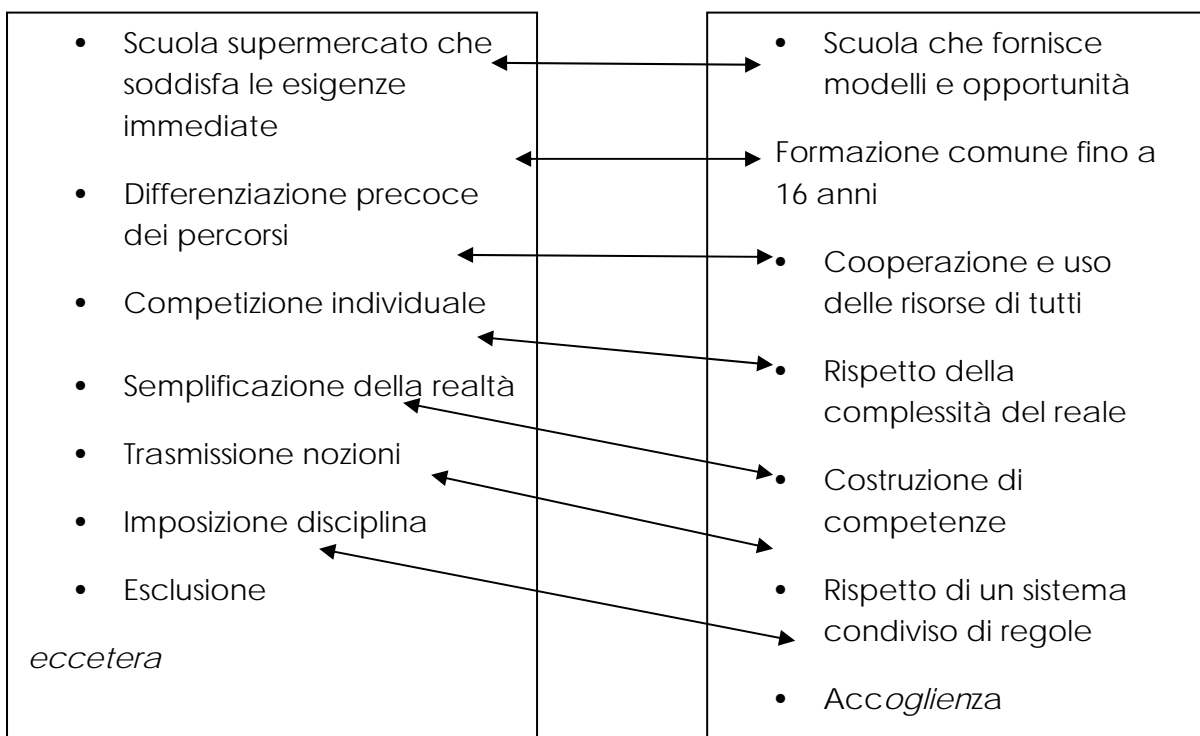 • Scuola supermercato che
soddisfa le esigenze
immediate
• Differenziazione precoce
dei percorsi
• Competizione individuale
• Semplificazione della realtà
• Trasmissione nozioni
• Imposizione disciplina
• Esclusione
eccetera
• Scuola che fornisce
modelli e opportunità
Formazione comune fino a
16 anni
• Cooperazione e uso
delle risorse di tutti
• Rispetto della
complessità del reale
• Costruzione di
competenze
• Rispetto di un sistema
condiviso di regole
• Accoglienza